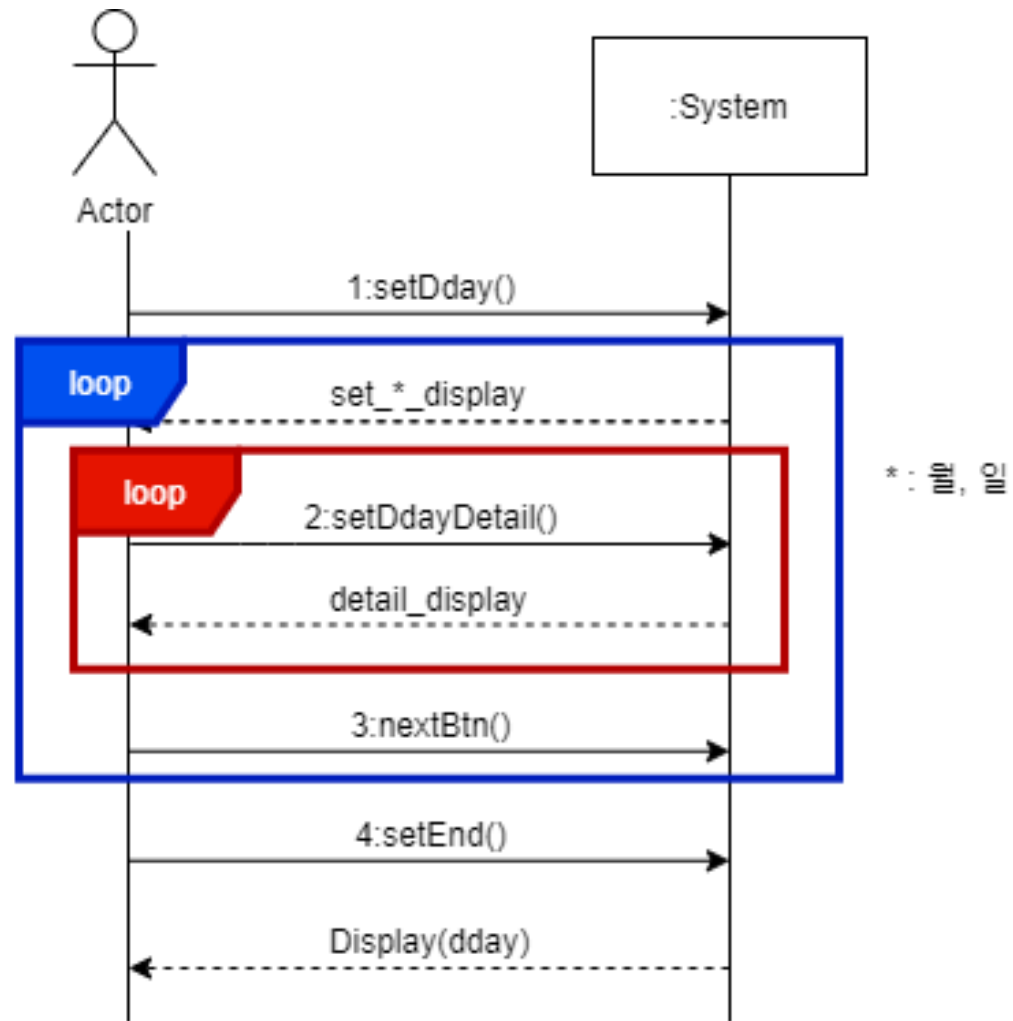 :System
Actor
1:setDday()
loop
set_*_display
loop
* : 월, 일
2:setDdayDetail()
detail_display
3:nextBtn()
4:setEnd()
Display(dday)